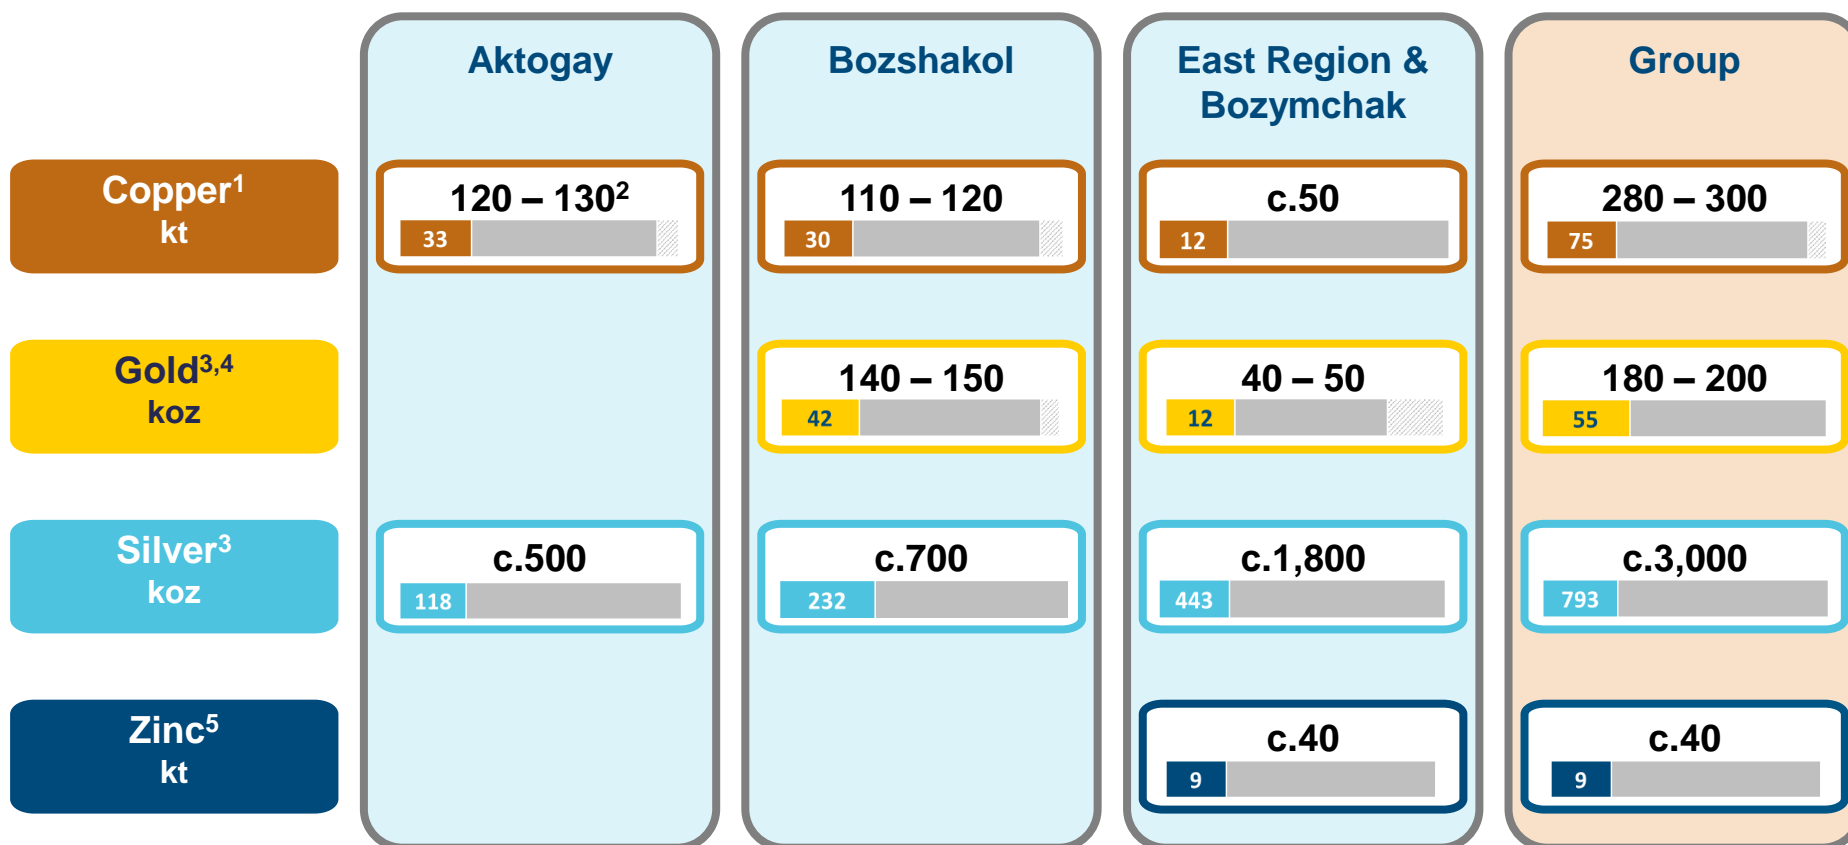 Aktogay
Bozshakol
East Region &
Bozymchak
Group
Copper¹
kt
120 – 130²
33
110 – 120
30
c.50
12
280 – 300
75
Gold³,⁴
koz
140 – 150
42
40 – 50
12
180 – 200
55
Silver³
koz
c.500
118
c.700
232
c.1,800
443
c.3,000
793
Zinc⁵
kt
c.40
9
c.40
9